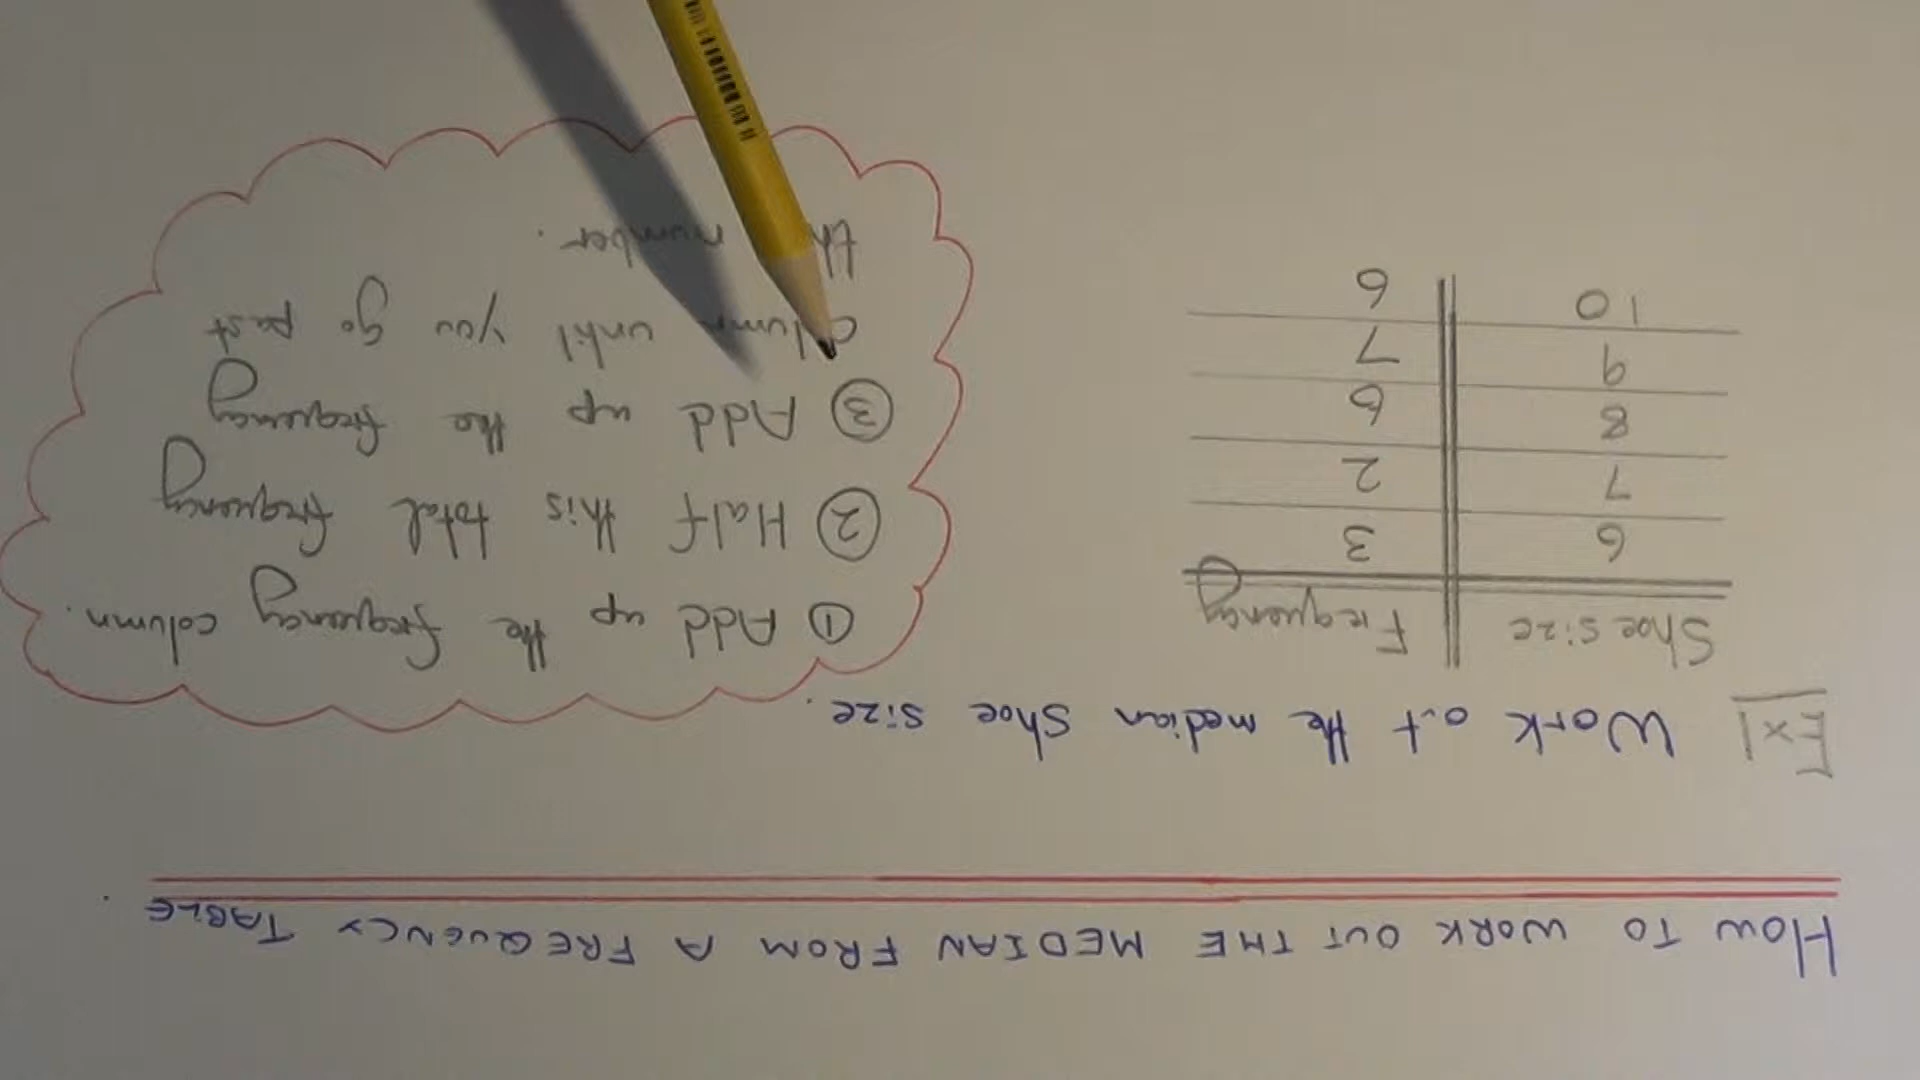 HOW TO WORK OUT THE MEDIAN FROM A FREQUENCY TABLE.
Ex1 Work out the median shoe size.
Shoe size Frequency
6 3
7 2
8 6
9 7
10 6
① Add up the frequency column.
② Half this total frequency
③ Add up the frequency
column until you go past
number.